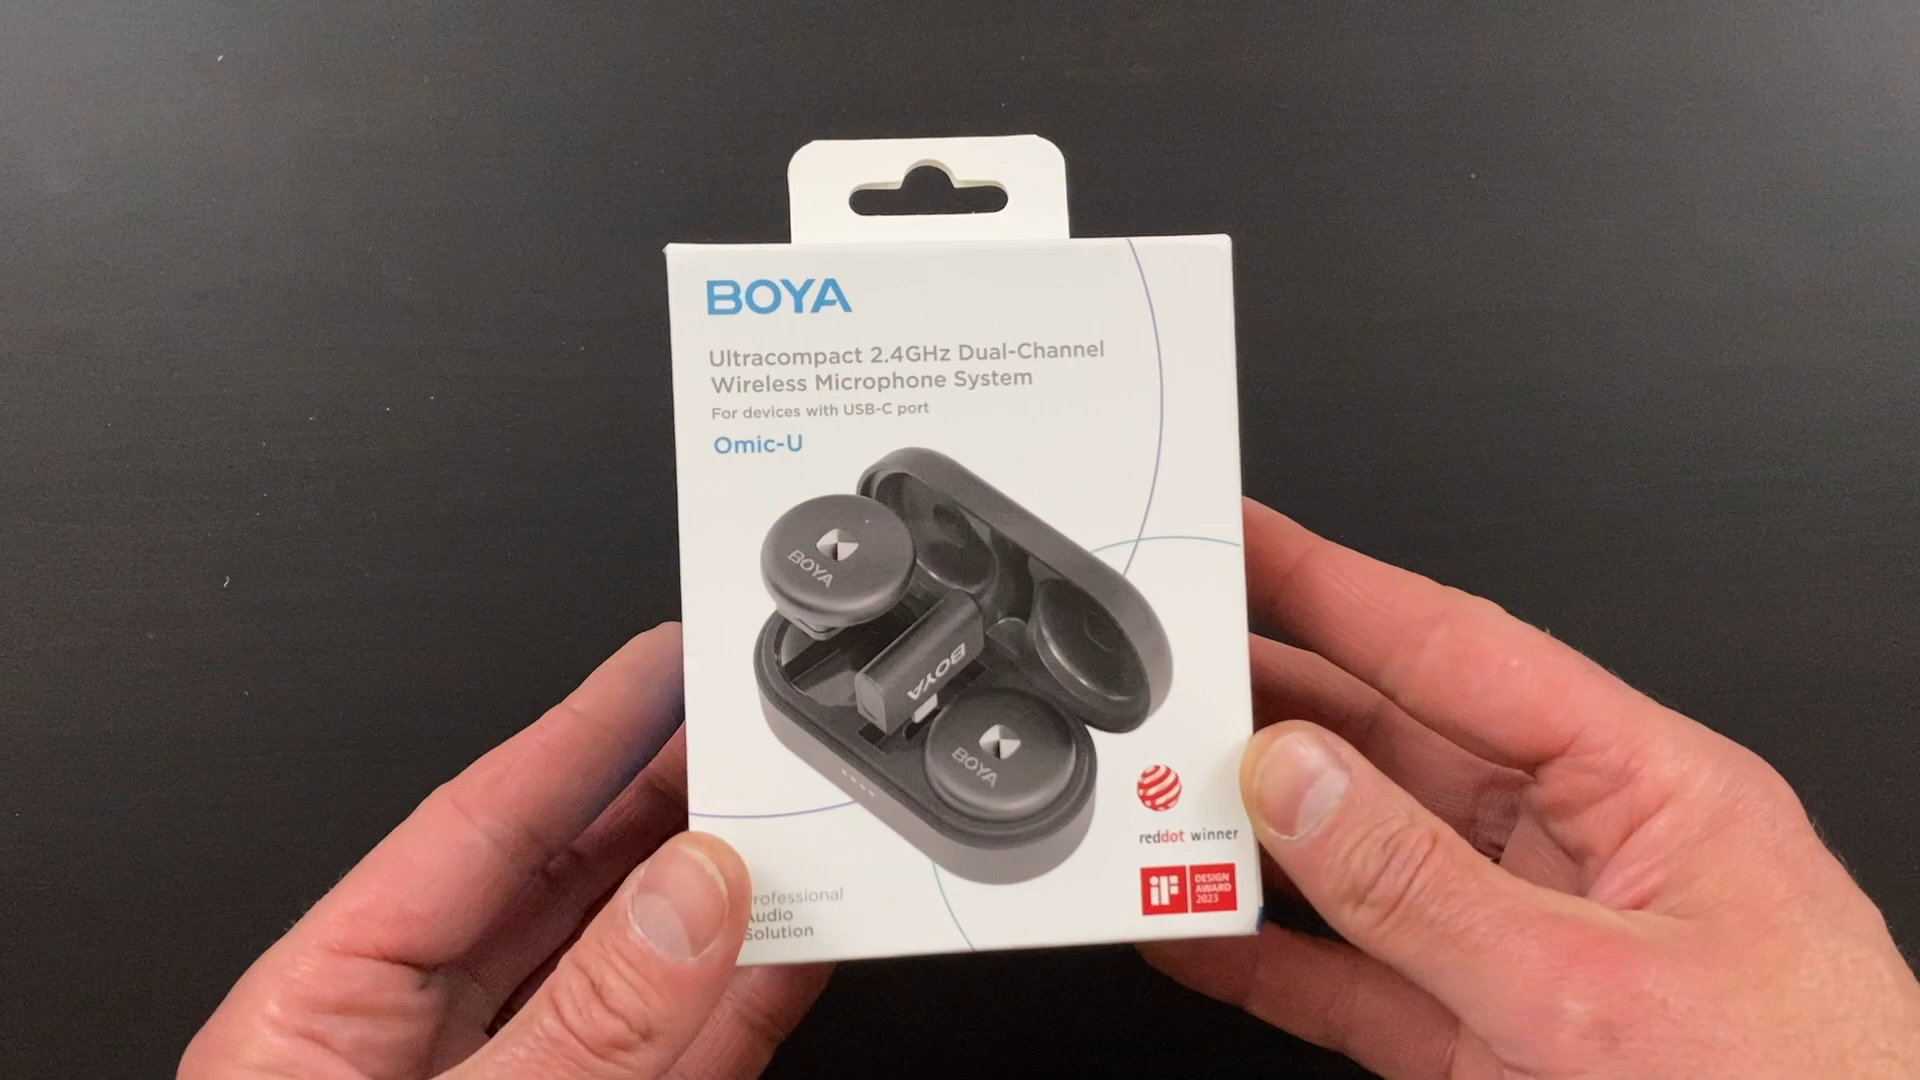 BOYA
Ultracompact 2.4GHz Dual-Channel
Wireless Microphone System
For devices with USB-C port
Omic-U
BOYA
BOYA
BOYA
reddot winner
iF
DESIGN
AWARD
2023
rofessional
Audio
Solution